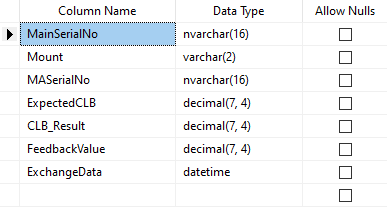 Column Name Data Type Allow Nulls
MainSerialNo nvarchar(16)
Mount varchar(2)
MASerialNo nvarchar(16)
ExpectedCLB decimal(7, 4)
CLB_Result decimal(7, 4)
FeedbackValue decimal(7, 4)
ExchangeData datetime